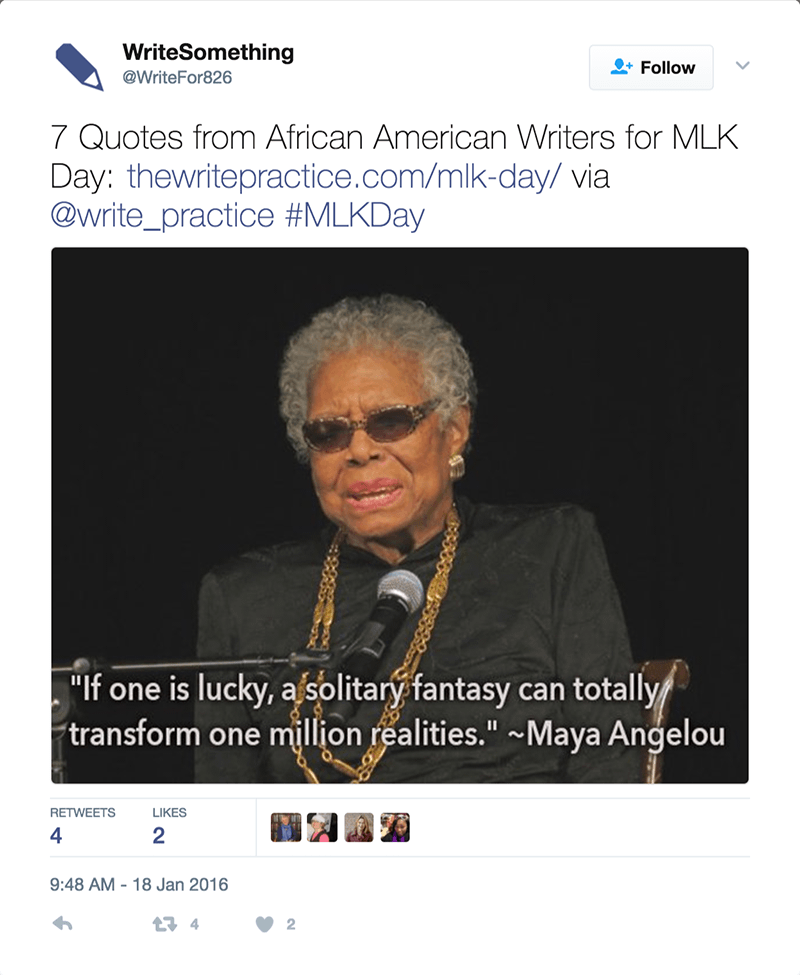 WriteSomething
@WriteFor826
Follow
7 Quotes from African American Writers for MLK
Day: thewritepractice.com/mlk-day/ via
@write_practice #MLKDay
"If one is lucky, a solitary fantasy can totally
transform one million realities." ~Maya Angelou
RETWEETS LIKES
4 2
9:48 AM - 18 Jan 2016
4 2